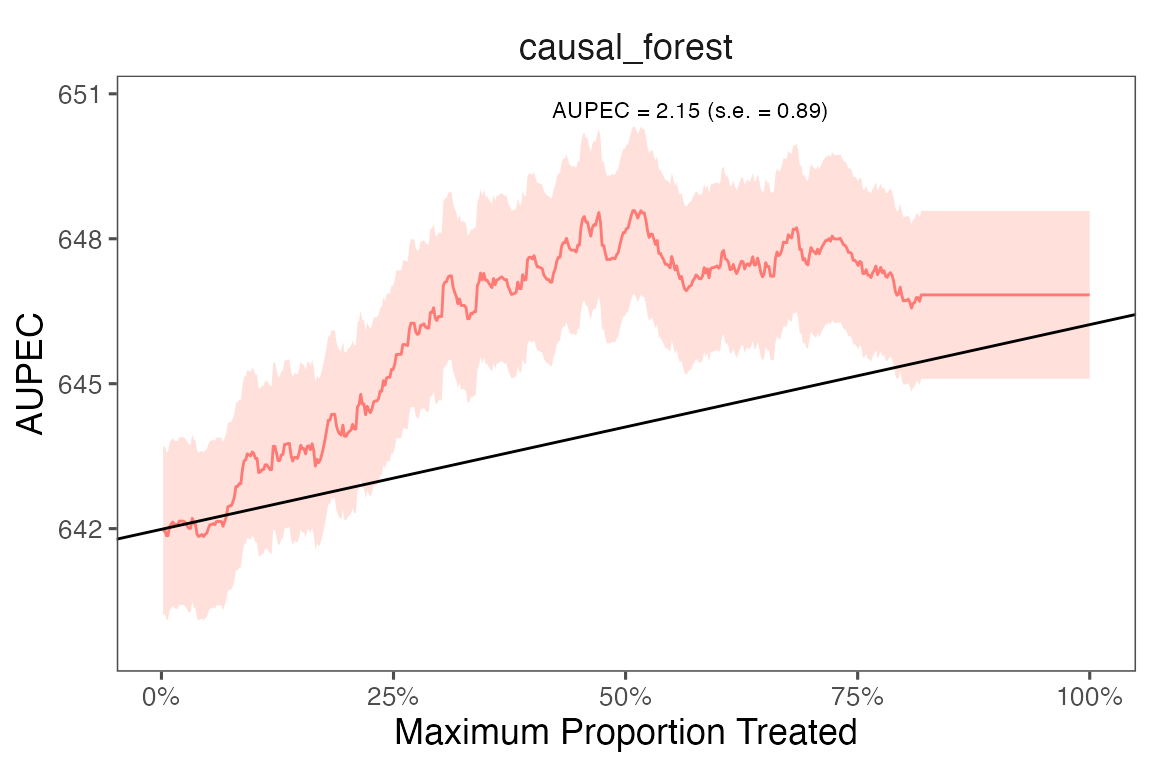 causal_forest
AUPEC = 2.15 (s.e. = 0.89)
651
648
645
642
AUPEC
0%
25%
50%
75%
100%
Maximum Proportion Treated